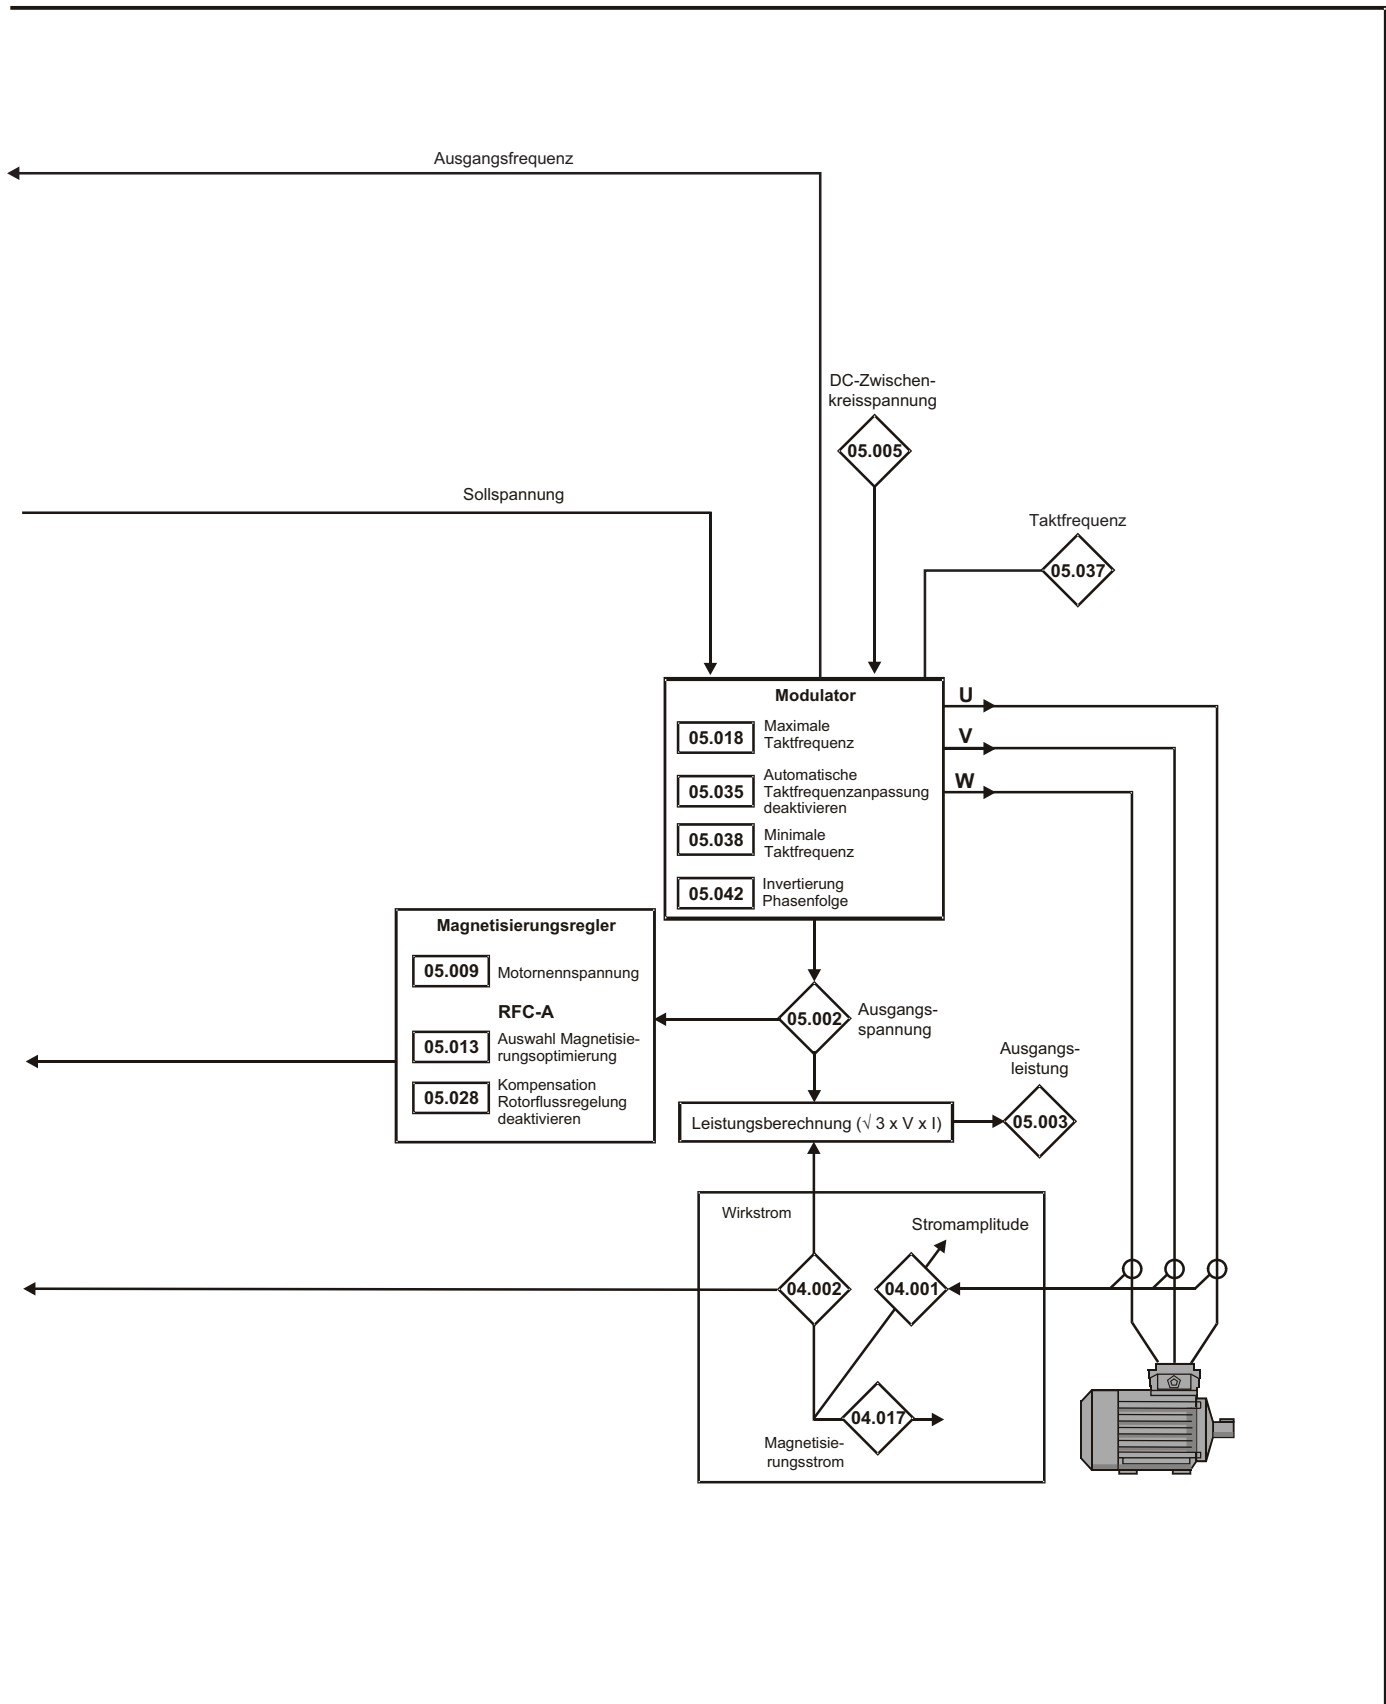 Ausgangsfrequenz
DC-Zwischen-
kreisspannung
05.005
Sollspannung
Taktfrequenz
05.037
Modulator
05.018
Maximale
Taktfrequenz
05.035
Automatische
Taktfrequenzanpassung
deaktivieren
05.038
Minimale
Taktfrequenz
05.042
Invertierung
Phasenfolge
U
V
W
Magnetisierungsregler
05.009
Motornennspannung
RFC-A
05.013
Auswahl Magnetisie-
rungsoptimierung
05.028
Kompensation
Rotorflussregelung
deaktivieren
05.002
Ausgangs-
spannung
Ausgangs-
leistung
05.003
Leistungsberechnung (√ 3 x V x I)
Wirkstrom
Stromamplitude
04.002
04.001
04.017
Magnetisie-
rungsstrom